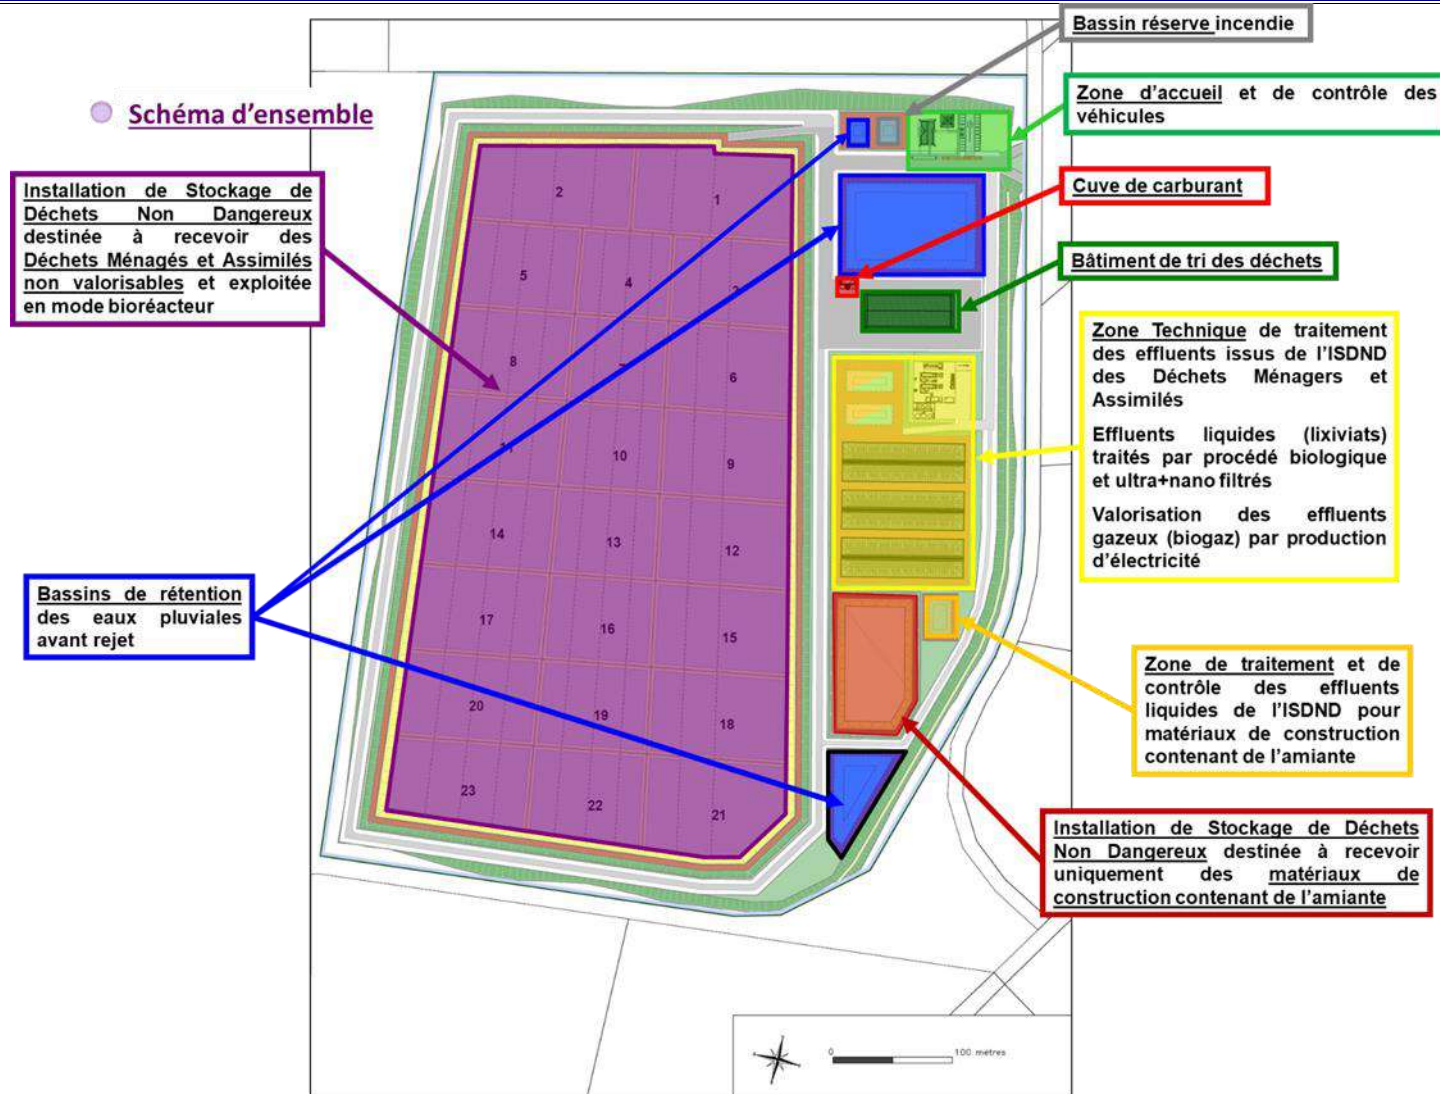 Schéma d'ensemble
Bassin réserve incendie
Zone d'accueil et de contrôle des
véhicules
Cuve de carburant
Bâtiment de tri des déchets
Installation de Stockage de
Déchets Non Dangereux
destinée à recevoir des
Déchets Ménagés et Assimilés
non valorisables et exploitée
en mode bioréacteur
Zone Technique de traitement
des effluents issus de l'ISDND
des Déchets Ménagers et
Assimilés
Effluents liquides (lixiviats)
traités par procédé biologique
et ultra+nano filtrés
Valorisation des effluents
gazeux (biogaz) par production
d'électricité
Bassins de rétention
des eaux pluviales
avant rejet
Zone de traitement et de
contrôle des effluents
liquides de l'ISDND pour
matériaux de construction
contenant de l'amiante
Installation de Stockage de Déchets
Non Dangereux destinée à recevoir
uniquement des matériaux de
construction contenant de l'amiante
2
1
5
4
3
8
6
10
9
14
13
12
17
16
15
20
19
18
23
22
21
0
100 mètres